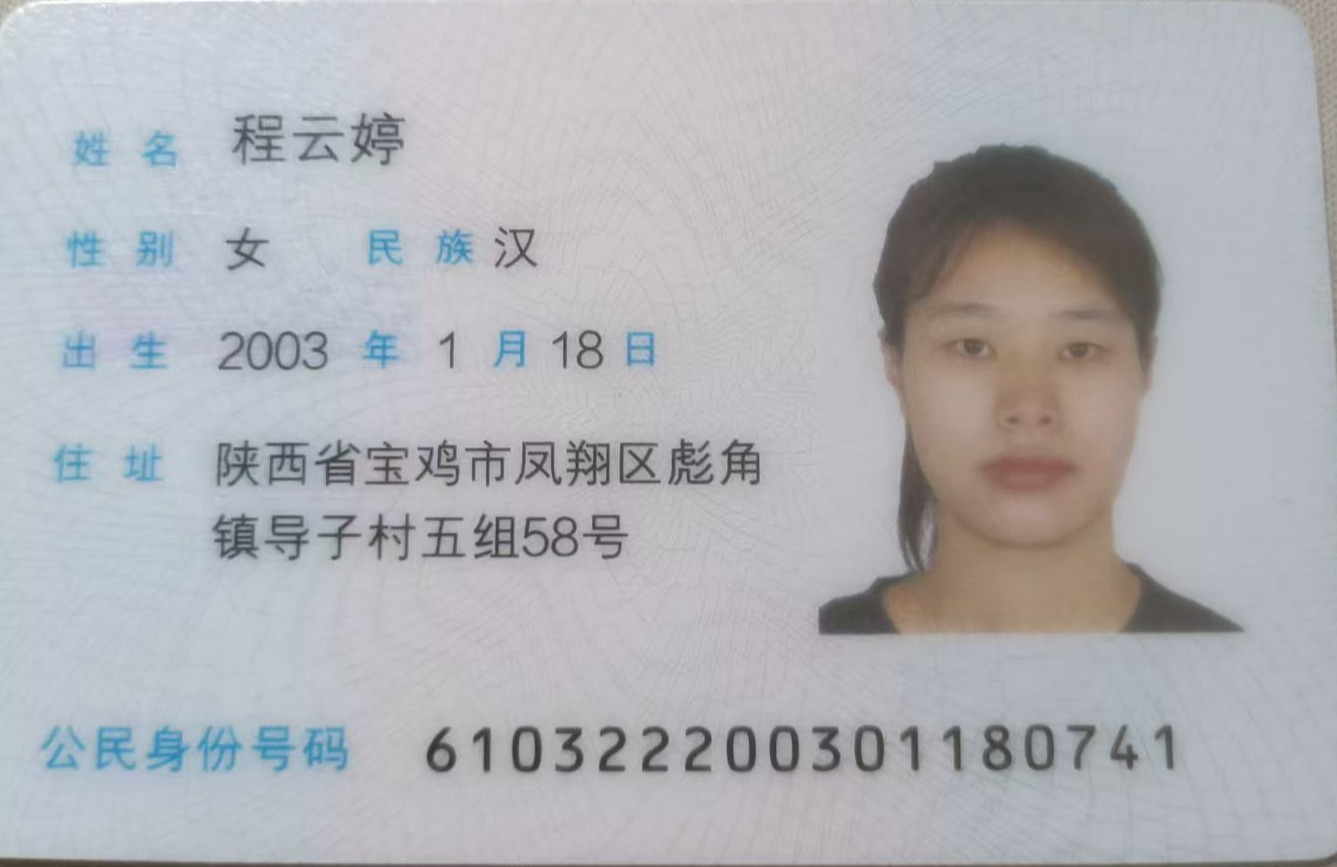 姓名 程云婷
性别 女 民族 汉
出生 2003 年 1 月 18 日
住址 陕西省宝鸡市凤翔区彪角
镇导子村五组58号
公民身份号码 610322200301180741